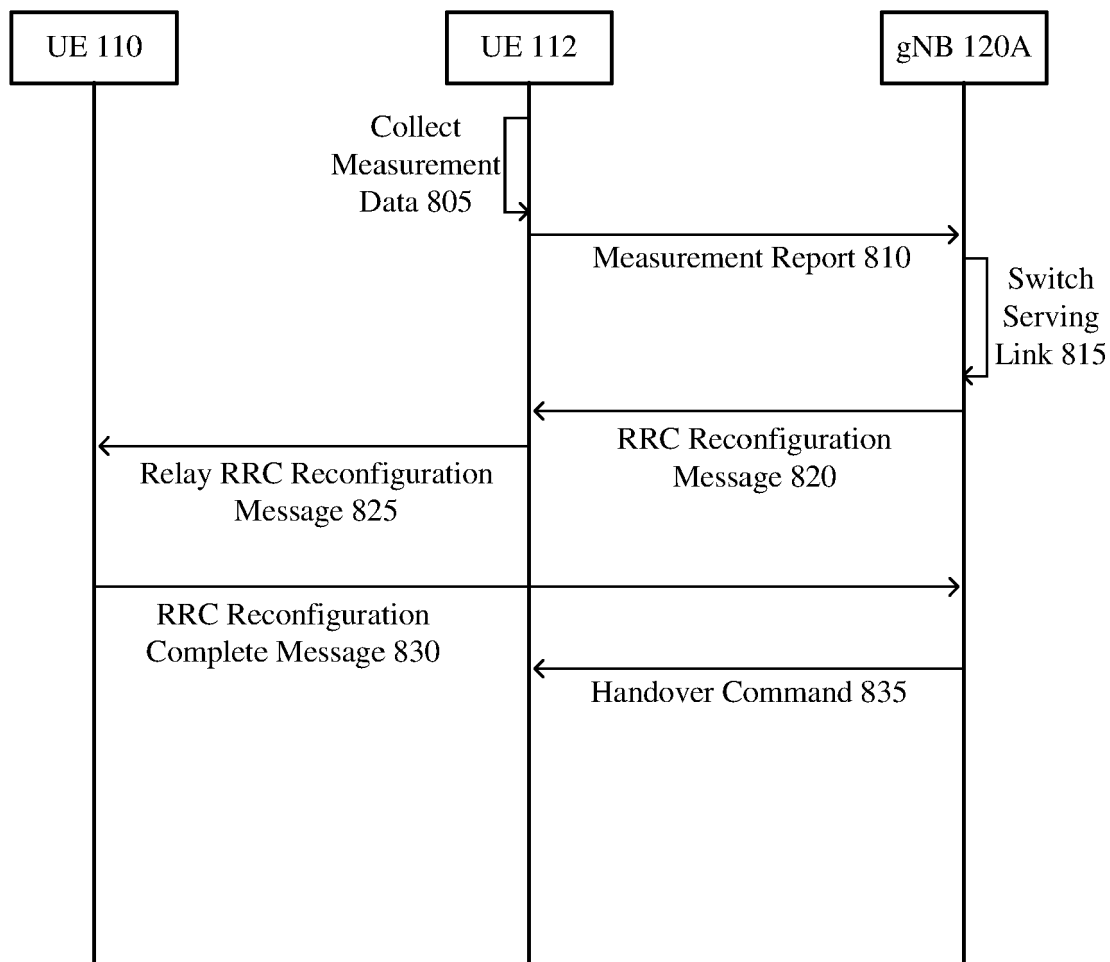 UE 110
UE 112
gNB 120A
Collect
Measurement
Data 805
Measurement Report 810
Switch
Serving
Link 815
RRC Reconfiguration
Message 820
Relay RRC Reconfiguration
Message 825
RRC Reconfiguration
Complete Message 830
Handover Command 835